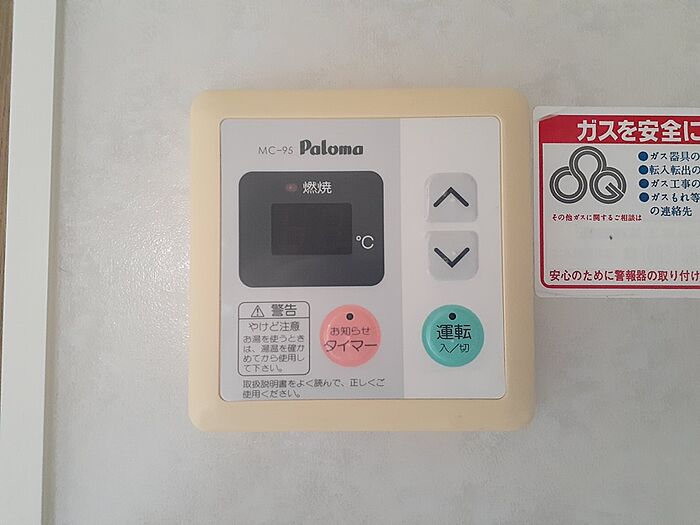 MC-95 Paloma
燃焼
℃
警告
やけど注意
お湯を使うとき
は、湯温を確か
めてから使用し
て下さい。
お知らせ
タイマー
運転
入/切
取扱説明書をよく読んで、正しくご
使用ください。
ガスを安全に
●ガス器具の
●転入転出の
●ガス工事の
●ガスもれ等
の連絡先
その他ガスに関するご相談は
安心のために警報器の取り付け